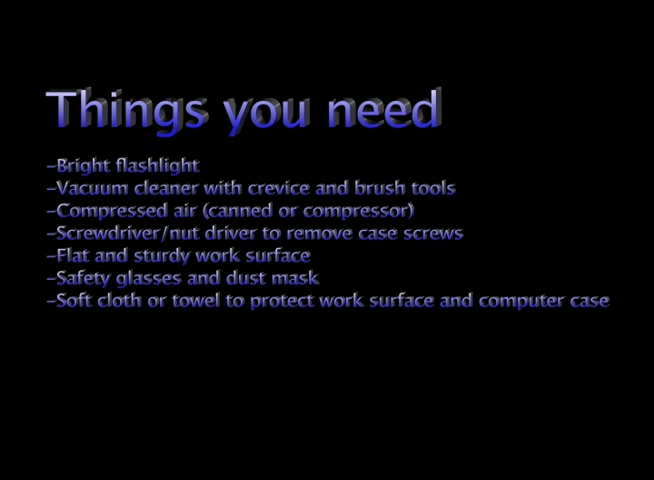 Things you need
-Bright flashlight
-Vacuum cleaner with crevice and brush tools
-Compressed air (canned or compressor)
-Screwdriver/nut driver to remove case screws
-Flat and sturdy work surface
-Safety glasses and dust mask
-Soft cloth or towel to protect work surface and computer case